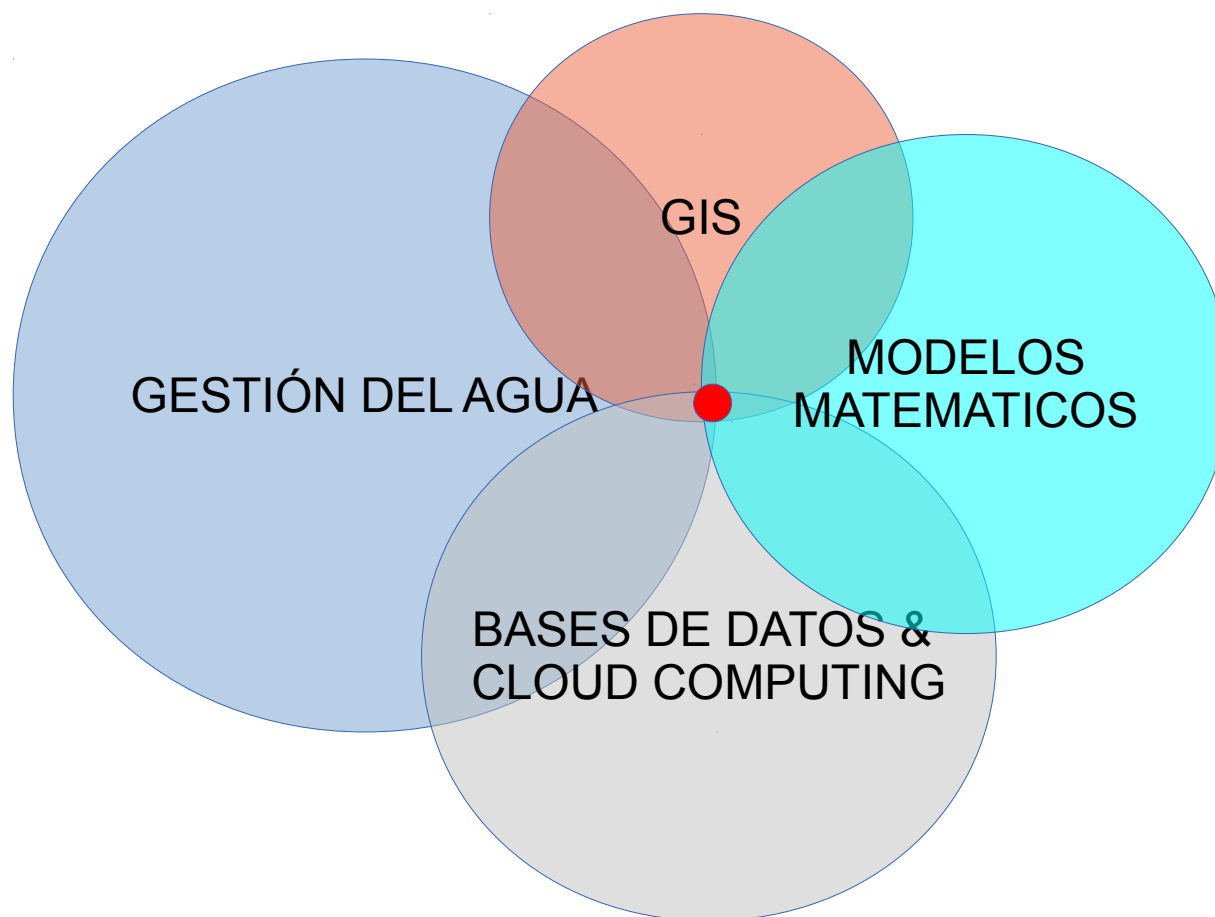 GIS
MODELOS
MATEMATICOS
GESTIÓN DEL AGUA
BASES DE DATOS &
CLOUD COMPUTING